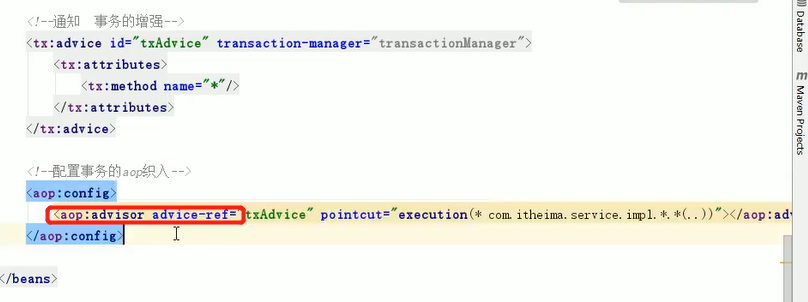 <!--通知 事务的增强-->
<tx:advice id="txAdvice" transaction-manager="transactionManager">
<tx:attributes>
<tx:method name="*"/>
</tx:attributes>
</tx:advice>
<!--配置事务的aop织入-->
<aop:config>
<aop:advisor advice-ref="txAdvice" pointcut="execution(* com.itheima.service.impl.*.*(..))"></aop:adv
</aop:config>
</beans>
Database
m Maven Projects